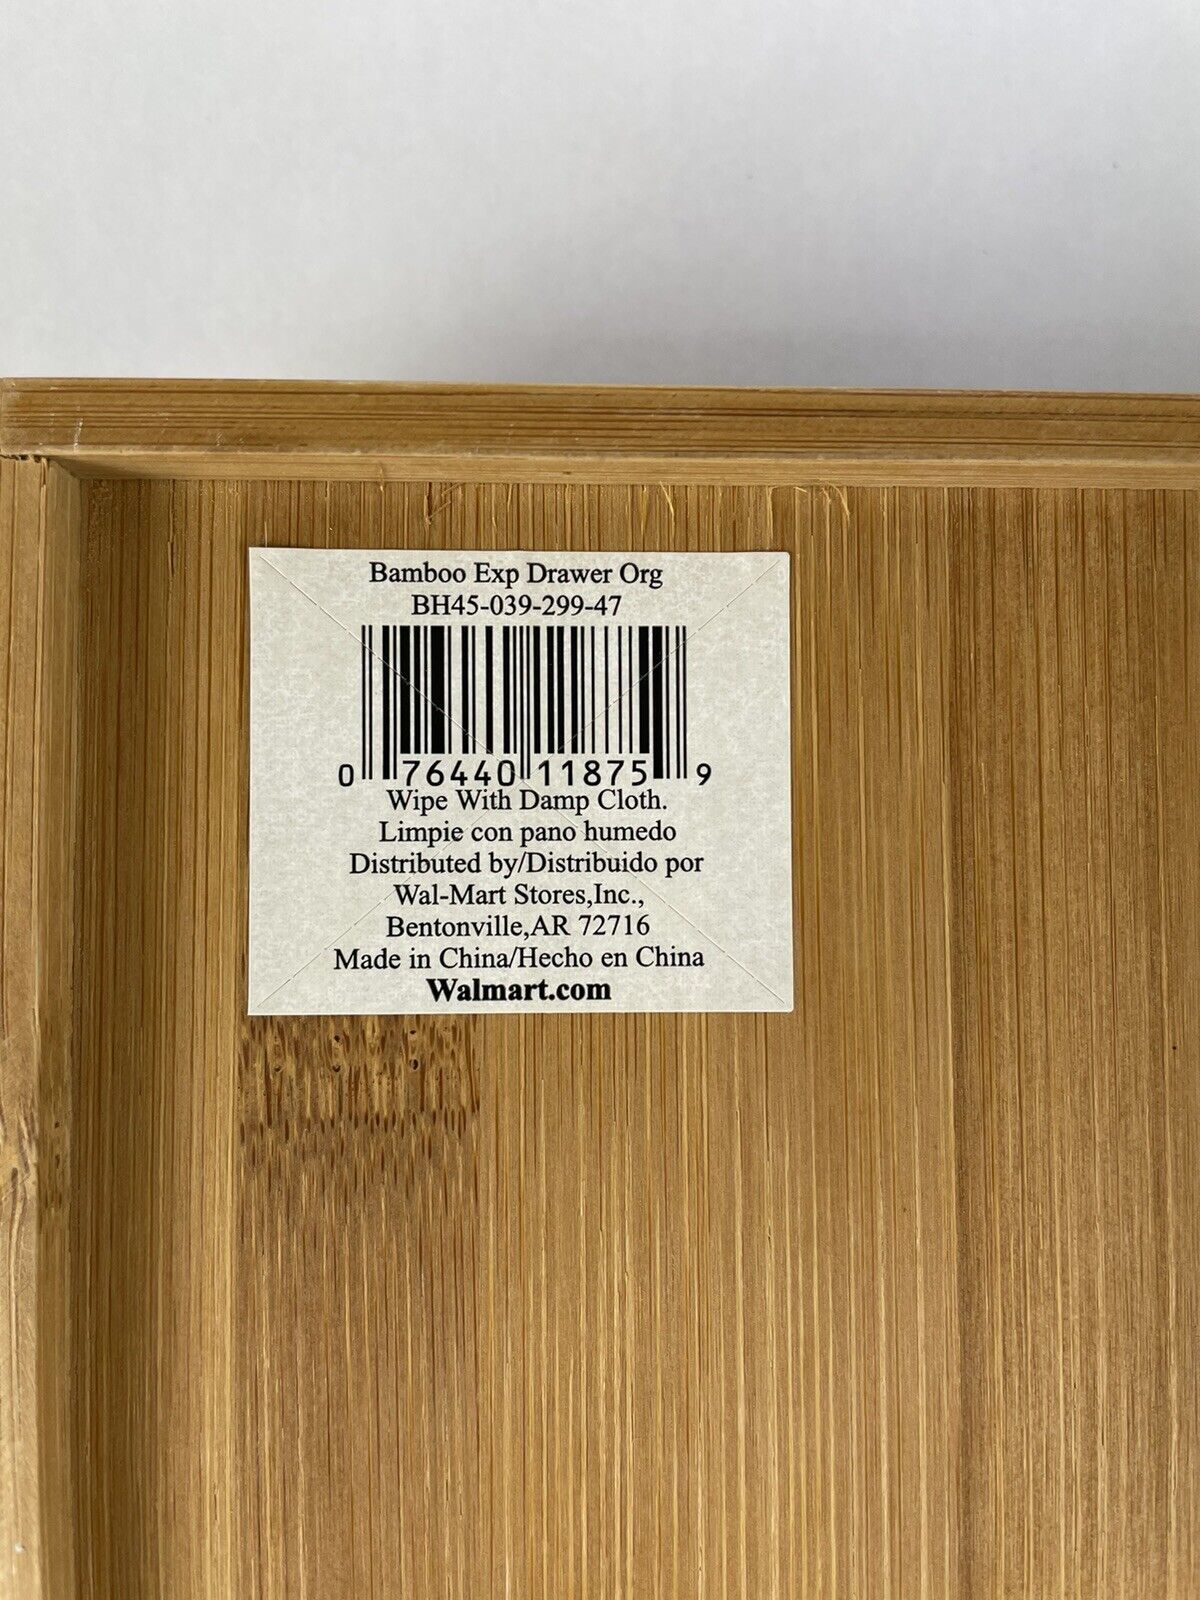 Bamboo Exp Drawer Org
BH45-039-299-47
0 76440 11875 9
Wipe With Damp Cloth.
Limpie con pano humedo
Distributed by/Distribuido por
Wal-Mart Stores,Inc.,
Bentonville,AR 72716
Made in China/Hecho en China
Walmart.com